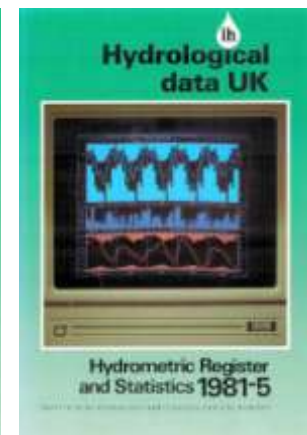 ih
Hydrological
data UK
Hydrometric Register
and Statistics 1981-5